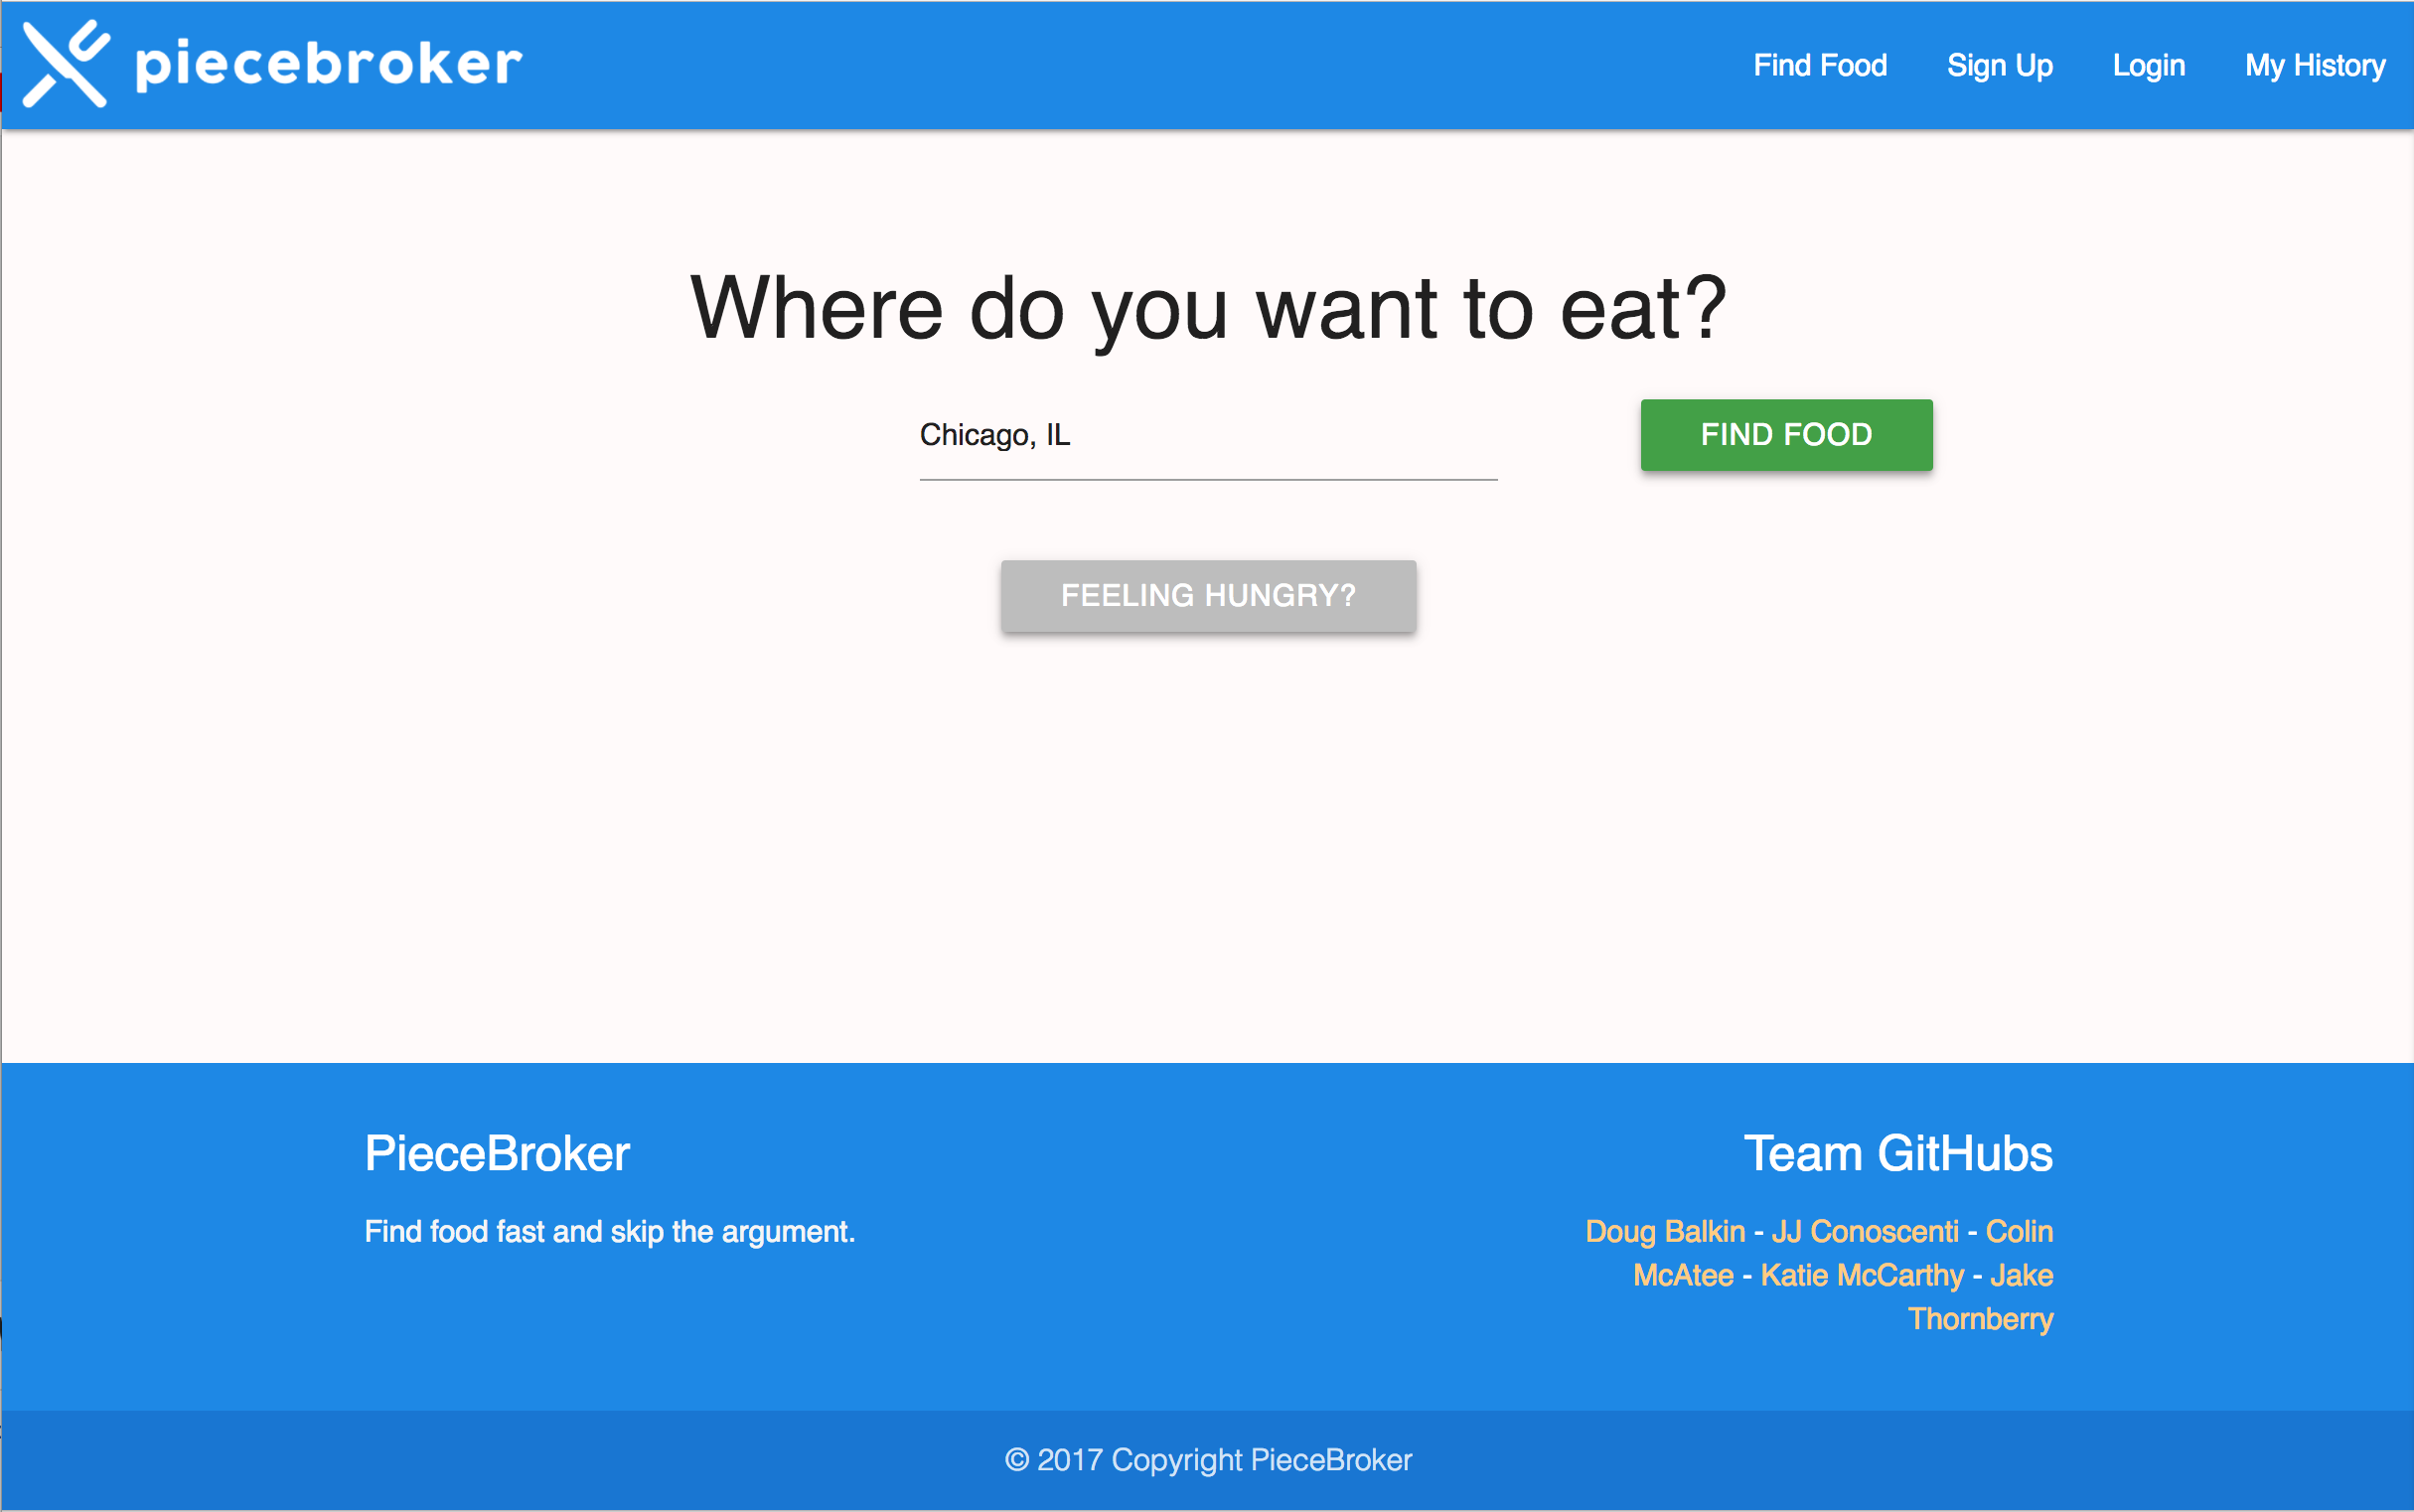 piecebroker
Find Food
Sign Up
Login
My History
Where do you want to eat?
Chicago, IL
FIND FOOD
FEELING HUNGRY?
PieceBroker
Find food fast and skip the argument.
Team GitHubs
Doug Balkin - JJ Conoscenti - Colin
McAtee - Katie McCarthy - Jake
Thornberry
© 2017 Copyright PieceBroker